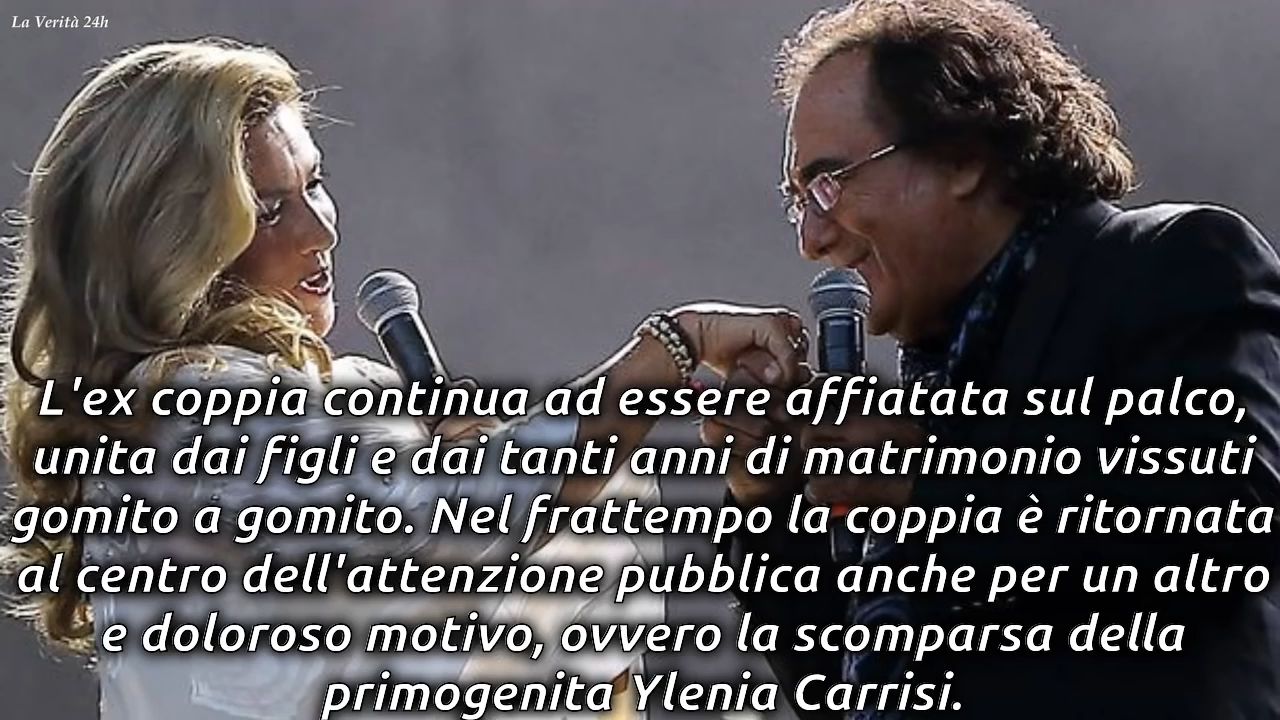 La Verità 24h
L'ex coppia continua ad essere affiatata sul palco,
unita dai figli e dai tanti anni di matrimonio vissuti
gomito a gomito. Nel frattempo la coppia è ritornata
al centro dell'attenzione pubblica anche per un altro
e doloroso motivo, ovvero la scomparsa della
primogenita Ylenia Carrisi.